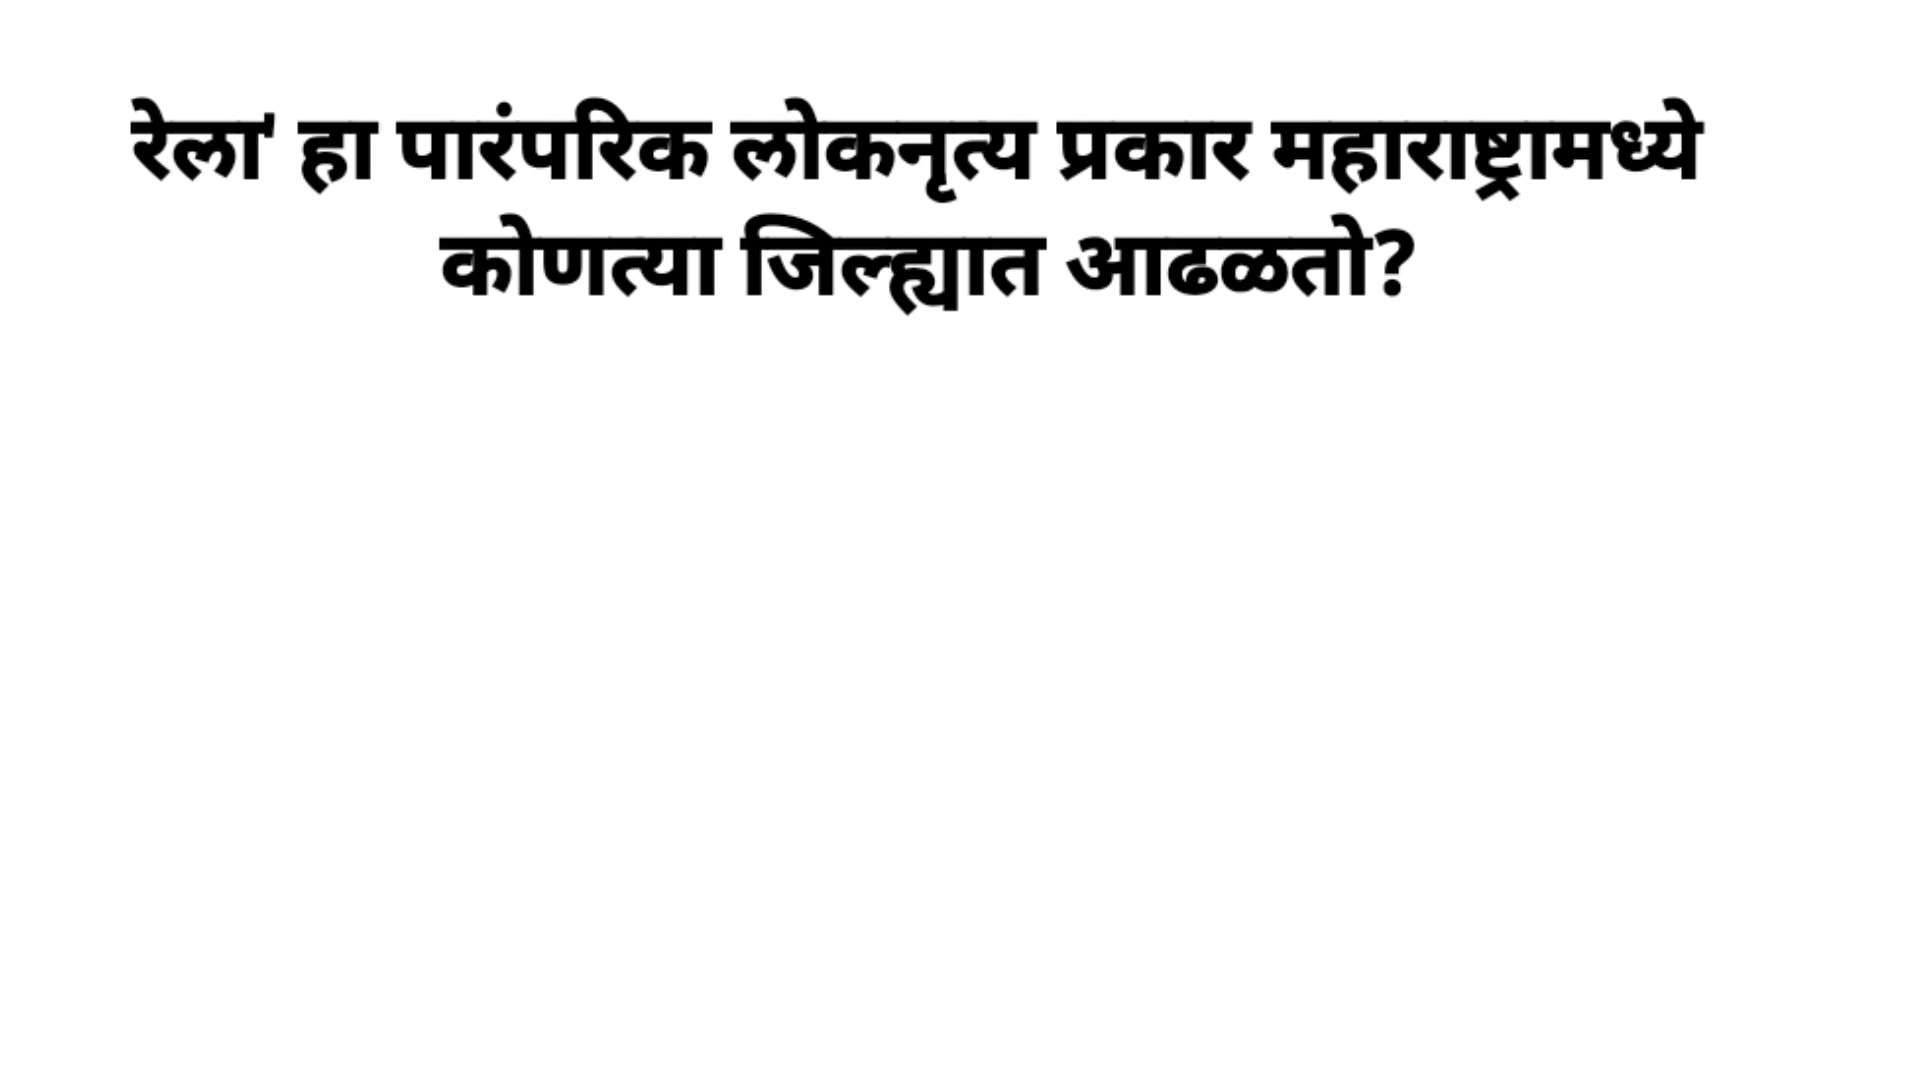 रेला' हा पारंपरिक लोकनृत्य प्रकार महाराष्ट्रामध्ये
कोणत्या जिल्ह्यात आढळतो?